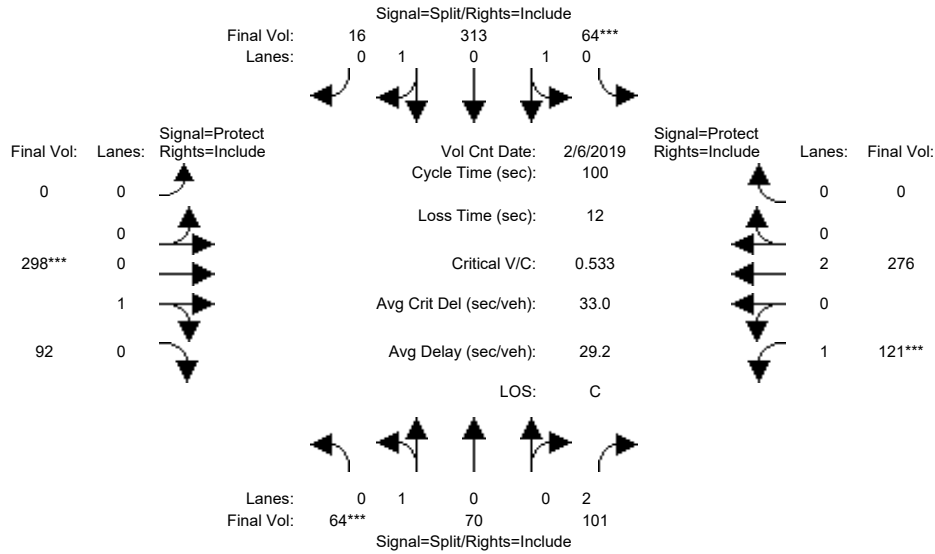 Signal=Split/Rights=Include
Final Vol: 16 313 64***
Lanes: 0 1 0 1 0
Signal=Protect
Final Vol: Lanes: Rights=Include
Vol Cnt Date: 2/6/2019
Signal=Protect
Rights=Include Lanes: Final Vol:
Cycle Time (sec): 100
0 0
0 0
Loss Time (sec): 12
0
0
298*** 0
Critical V/C: 0.533
2 276
1
Avg Crit Del (sec/veh): 33.0
0
92 0
Avg Delay (sec/veh): 29.2
1 121***
LOS: C
Lanes: 0 1 0 0 2
Final Vol: 64*** 70 101
Signal=Split/Rights=Include